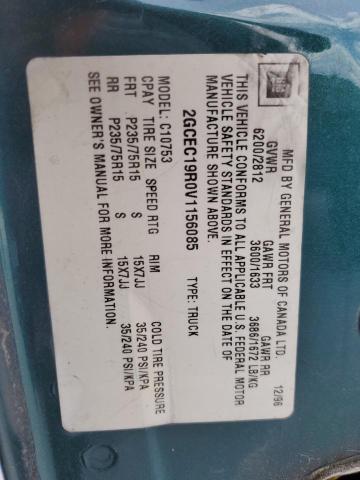 GM
MFD BY GENERAL MOTORS OF CANADA LTD.
12/96
GVWR GAWR FRT GAWR RR
6200/2812 3600/1633 3686/1672 LB/KG
THIS VEHICLE CONFORMS TO ALL APPLICABLE U.S. FEDERAL MOTOR
VEHICLE SAFETY STANDARDS IN EFFECT ON THE DATE OF
MANUFACTURE SHOWN ABOVE.
2GCEC19R0V1156085 TYPE: TRUCK
MODEL: C10753
CPAY TIRE SIZE SPEED RTG RIM COLD TIRE PRESSURE
FRT P235/75R15 S 15X7JJ 35/240 PSI/KPA
RR P235/75R15 S 15X7JJ 35/240 PSI/KPA
SEE OWNER'S MANUAL FOR ADDITIONAL INFORMATION.